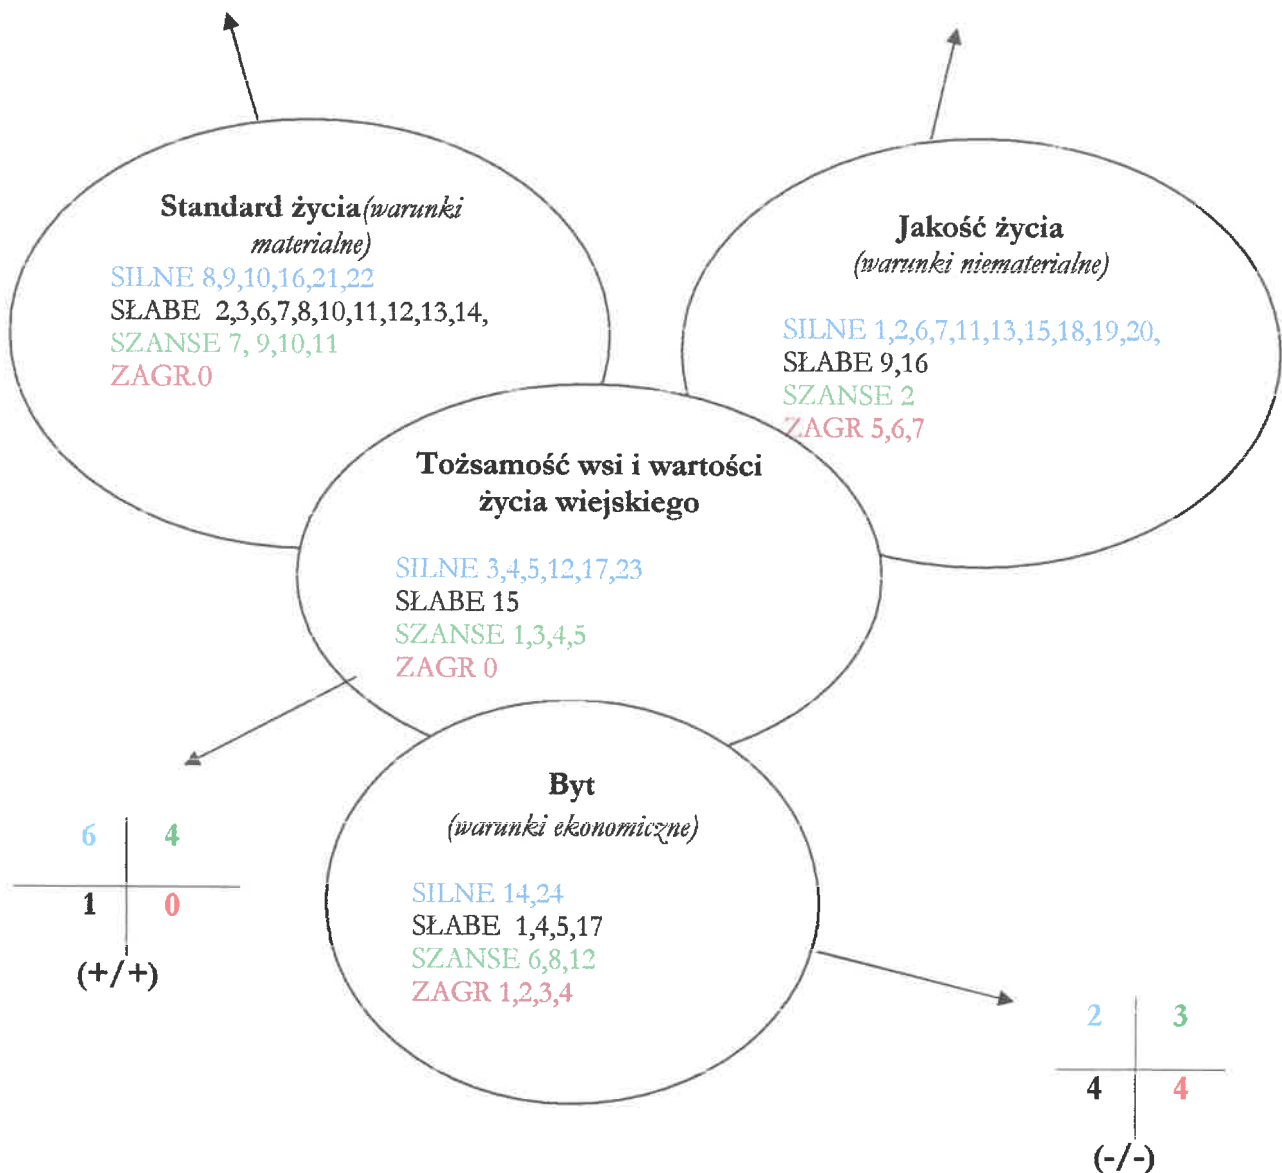 Standard życia(warunki
materialne)
SILNE 8,9,10,16,21,22
SŁABE 2,3,6,7,8,10,11,12,13,14,
SZANSE 7, 9,10,11
ZAGR.0
Jakość życia
(warunki niematerialne)
SILNE 1,2,6,7,11,13,15,18,19,20,
SŁABE 9,16
SZANSE 2
ZAGR 5,6,7
Tożsamość wsi i wartości
życia wiejskiego
SILNE 3,4,5,12,17,23
SŁABE 15
SZANSE 1,3,4,5
ZAGR 0
6 4
1 0
(+/+)
Byt
(warunki ekonomiczne)
SILNE 14,24
SŁABE 1,4,5,17
SZANSE 6,8,12
ZAGR 1,2,3,4
2 3
4 4
(-/-)